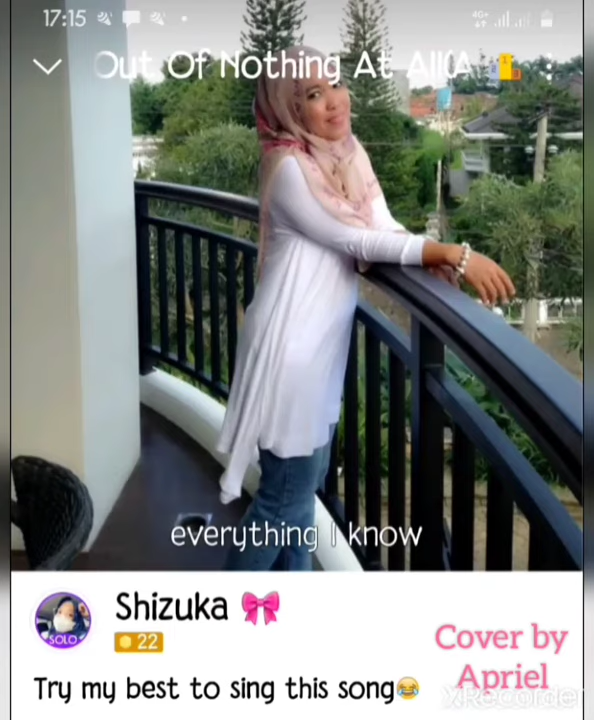 17:15
4G+
Out Of Nothing At All(A
everything I know
Shizuka
SOLO
22
Cover by
Apriel
Try my best to sing this song
XRecorder